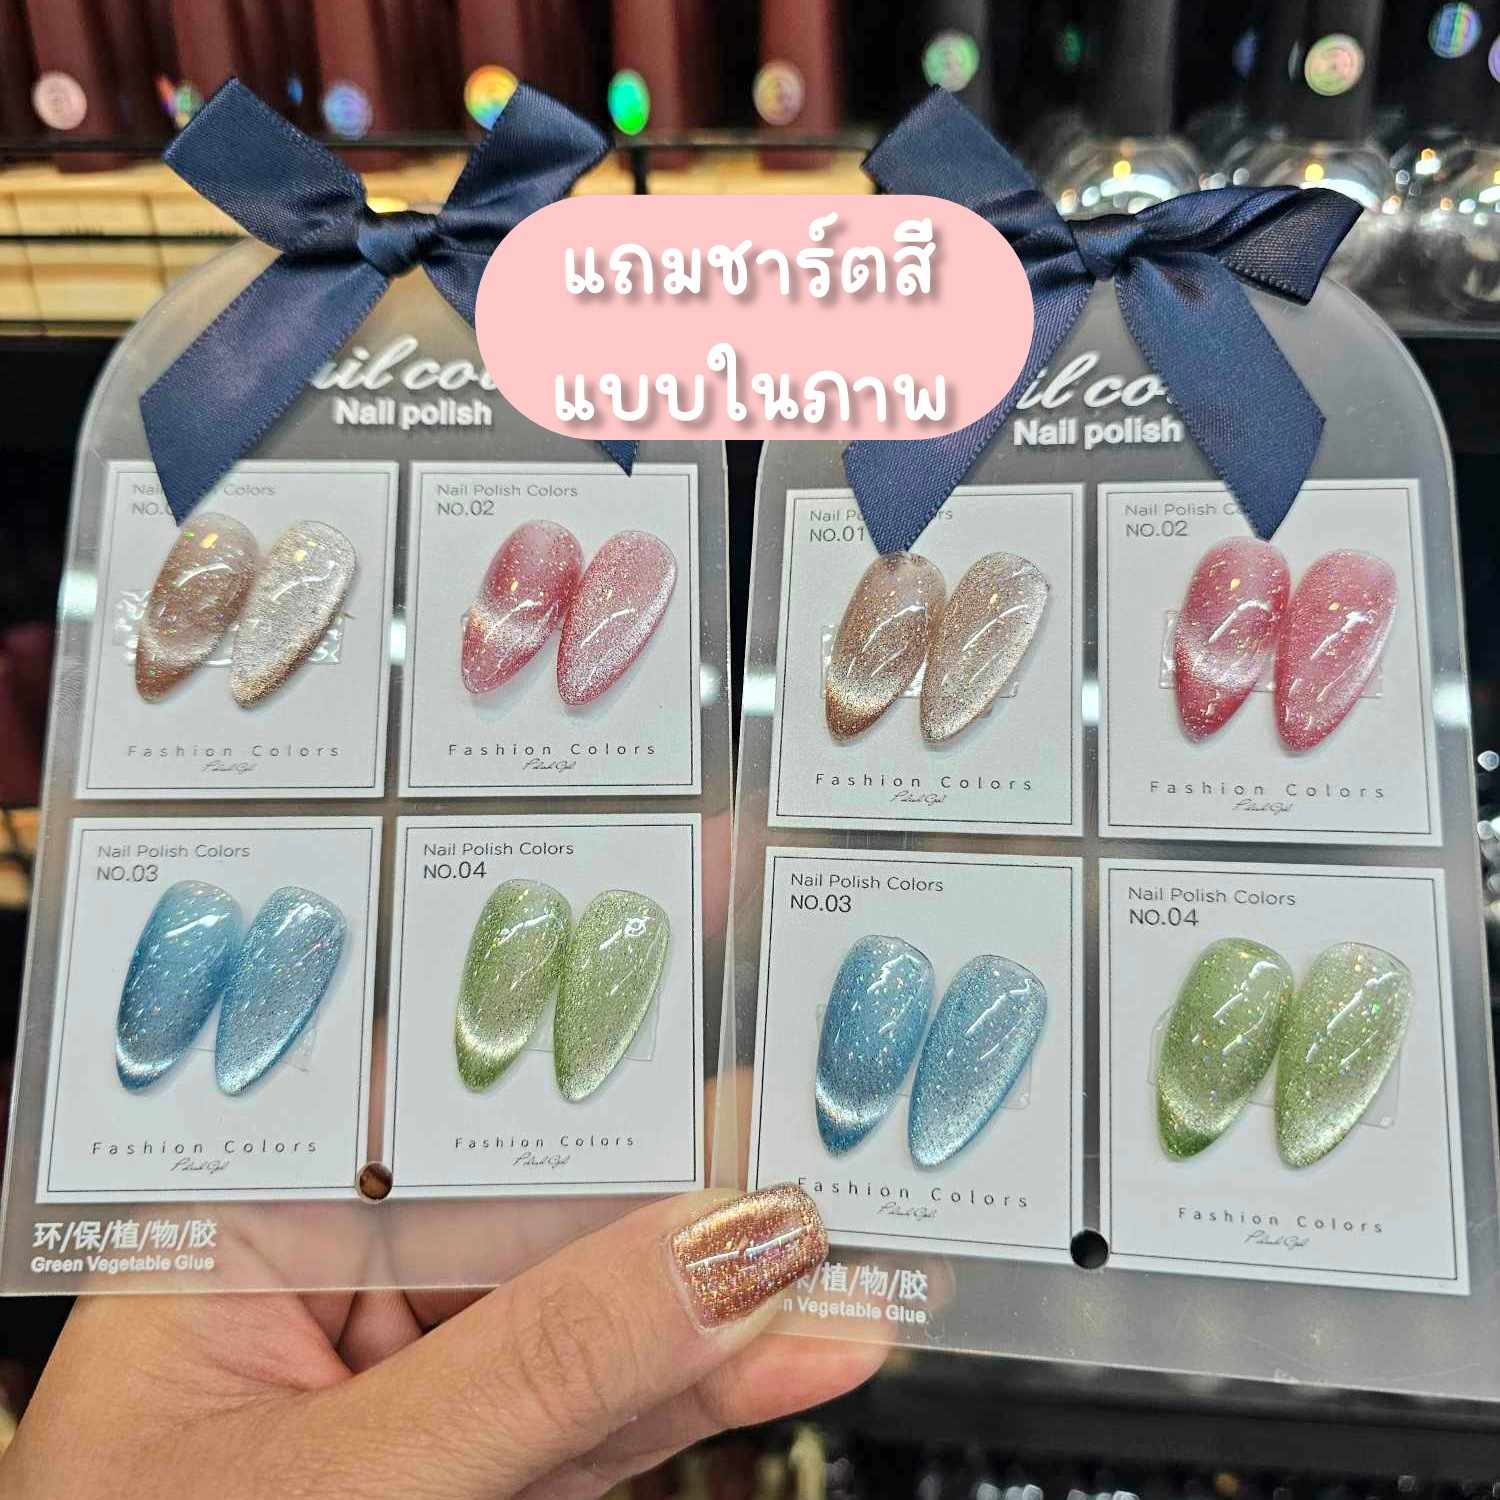 แถมชาร์ตสี
แบบในภาพ
Nail polish
Nail polish
Nail Polish Colors
NO.02
Fashion Colors
Fashion Colors
NO.01
Fashion Colors
NO.02
Fashion Colors
Nail Polish Colors
NO.03
Fashion Colors
Nail Polish Colors
NO.04
Fashion Colors
Nail Polish Colors
NO.03
Fashion Colors
Nail Polish Colors
NO.04
Fashion Colors
环/保/植/物/胶
Green Vegetable Glue
植/物/胶
Vegetable Glue